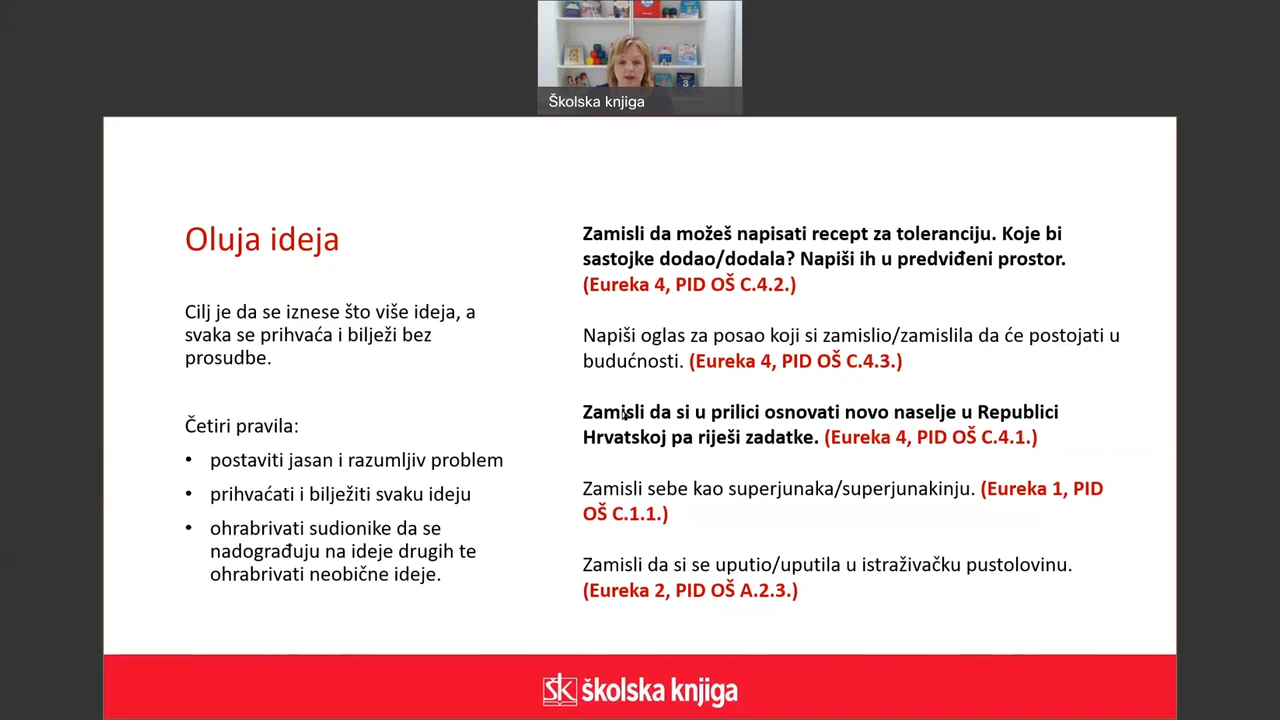 Školska knjiga
Oluja ideja
Cilj je da se iznese što više ideja, a
svaka se prihvaća i bilježi bez
prosudbe.
Četiri pravila:
• postaviti jasan i razumljiv problem
• prihvaćati i bilježiti svaku ideju
• ohrabrivati sudionike da se
nadograđuju na ideje drugih te
ohrabrivati neobične ideje.
Zamisli da možeš napisati recept za toleranciju. Koje bi
sastojke dodao/dodala? Napiši ih u predviđeni prostor.
(Eureka 4, PID OŠ C.4.2.)
Napiši oglas za posao koji si zamislio/zamislila da će postojati u
budućnosti. (Eureka 4, PID OŠ C.4.3.)
Zamisli da si u prilici osnovati novo naselje u Republici
Hrvatskoj pa riješi zadatke. (Eureka 4, PID OŠ C.4.1.)
Zamisli sebe kao superjunaka/superjunakinju. (Eureka 1, PID
OŠ C.1.1.)
Zamisli da si se uputio/uputila u istraživačku pustolovinu.
(Eureka 2, PID OŠ A.2.3.)
ŠK školska knjiga